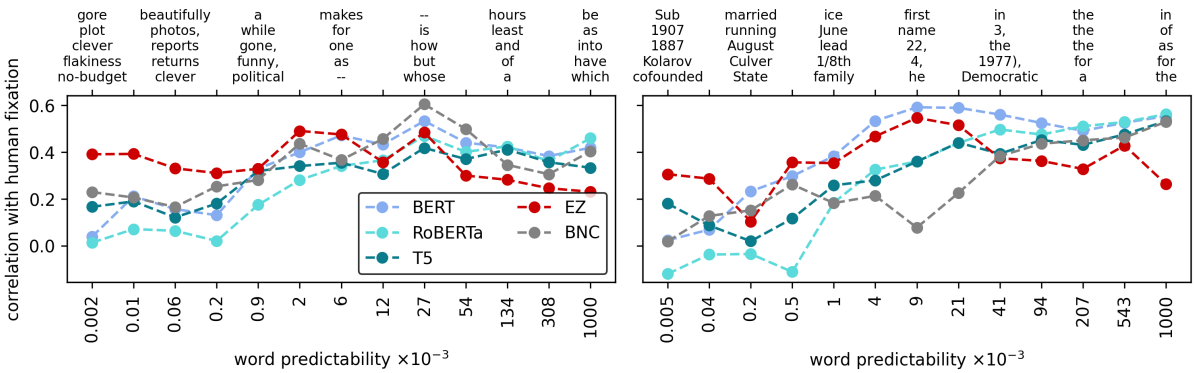 gore beautifully a makes -- hours be
plot photos, while for is least as
clever reports gone, one how and into
flakiness returns funny, as but of have
no-budget clever political -- whose a which
Sub married ice first in the in
1907 running June name 3, the of
1887 August lead 22, the the as
Kolarov Culver 1/8th 4, 1977), for for
cofounded State family he Democratic a the
correlation with human fixation
0.6
0.4
0.2
0.0
BERT
RoBERTa
T5
EZ
BNC
0.002 0.01 0.06 0.2 0.9 2 6 12 27 54 134 308 1000
word predictability ×10⁻³
0.005 0.04 0.2 0.5 1 4 9 21 41 94 207 543 1000
word predictability ×10⁻³